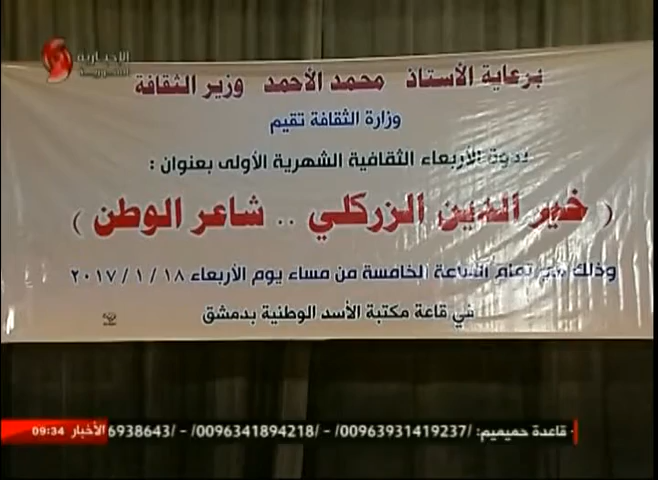 الإخبارية
السورية
برعاية الأستاذ محمد الأحمد وزير الثقافة
وزارة الثقافة تقيم
ندوة الأربعاء الثقافية الشهرية الأولى بعنوان :
( خير الدين الزركلي .. شاعر الوطن )
وذلك في تمام الساعة الخامسة من مساء يوم الأربعاء ٢٠١٧ / ١ / ١٨
في قاعة مكتبة الأسد الوطنية بدمشق
قاعدة حميميم: /00963931419237/ - /0096341894218/ - /6938643
الأخبار 09:34